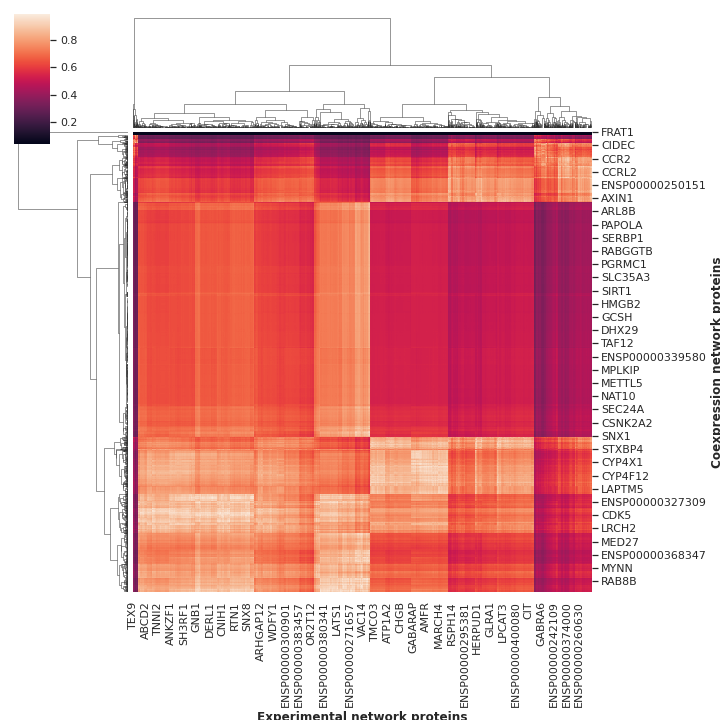 0.8
0.6
0.4
0.2
FRAT1
CIDEC
CCR2
CCRL2
ENSP00000250151
AXIN1
ARL8B
PAPOLA
SERBP1
RABGGTB
PGRMC1
SLC35A3
SIRT1
HMGB2
GCSH
DHX29
TAF12
ENSP00000339580
MPLKIP
METTL5
NAT10
SEC24A
CSNK2A2
SNX1
STXBP4
CYP4X1
CYP4F12
LAPTM5
ENSP00000327309
CDK5
LRCH2
MED27
ENSP00000368347
MYNN
RAB8B
Coexpression network proteins
TEX9
ABCD2
TNNI2
ANKZF1
SH3RF1
GNB1
DERL1
CNIH1
RTN1
SNX8
ARHGAP12
WDFY1
ENSP00000300901
ENSP00000383457
OR2T12
ENSP00000380341
LATS1
ENSP00000271657
VAC14
TMCO3
ATP1A2
CHGB
GABARAP
AMFR
MARCH4
RSPH14
ENSP00000295381
HERPUD1
GLRA1
LPCAT3
ENSP00000400080
CIT
GABRA6
ENSP00000242109
ENSP00000374000
ENSP00000260630
Experimental network proteins